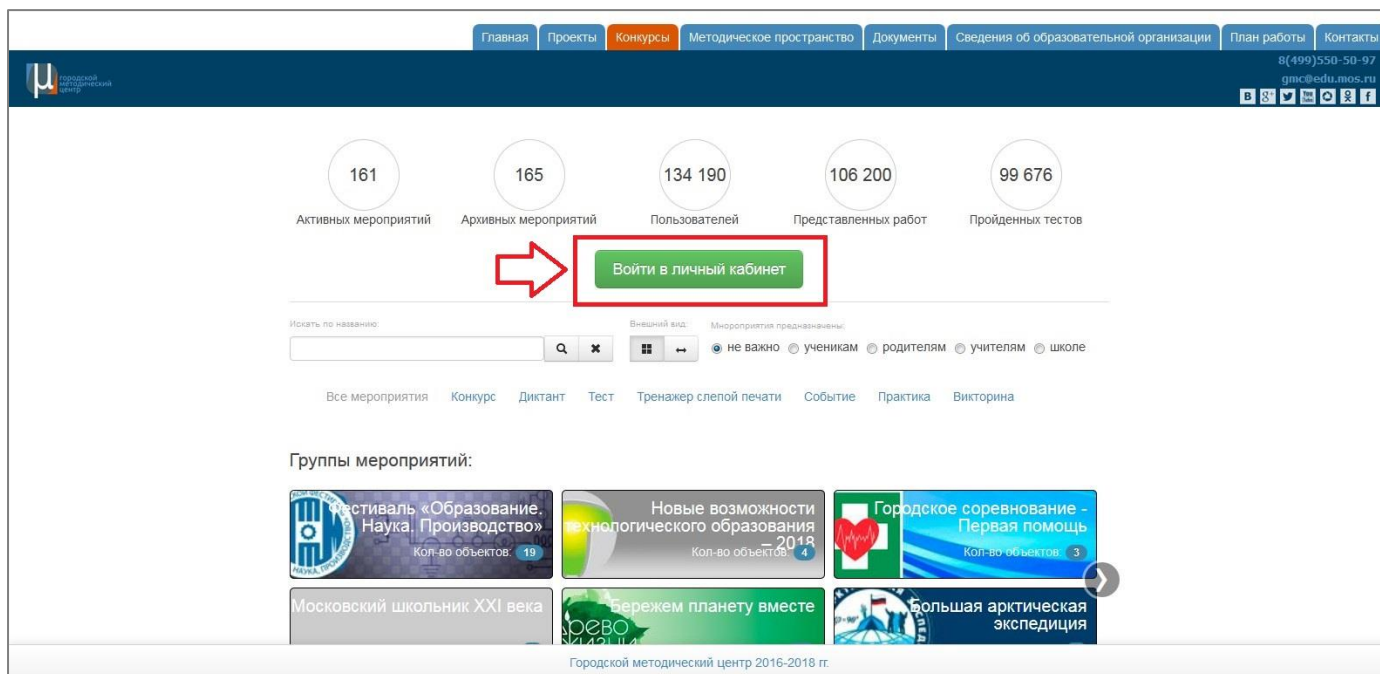 Главная Проекты Конкурсы Методическое пространство Документы Сведения об образовательной организации План работы Контакты
8(499)550-50-97
gmc@edu.mos.ru
городской
методический
центр
161 165 134 190 106 200 99 676
Активных мероприятий Архивных мероприятий Пользователей Представленных работ Пройденных тестов
Войти в личный кабинет
Искать по названию: Внешний вид: Мнороприятия предназначены:
не важно ученикам родителям учителям школе
Все мероприятия Конкурс Диктант Тест Тренажер слепой печати Событие Практика Викторина
Группы мероприятий:
Фестиваль «Образование.
Наука. Производство»
Кол-во объектов: 19
Новые возможности
технологического образования
– 2018
Кол-во объектов: 4
Городское соревнование -
Первая помощь
Кол-во объектов: 3
Московский школьник XXI века
Бережем планету вместе
Большая арктическая
экспедиция
Городской методический центр 2016-2018 гг.